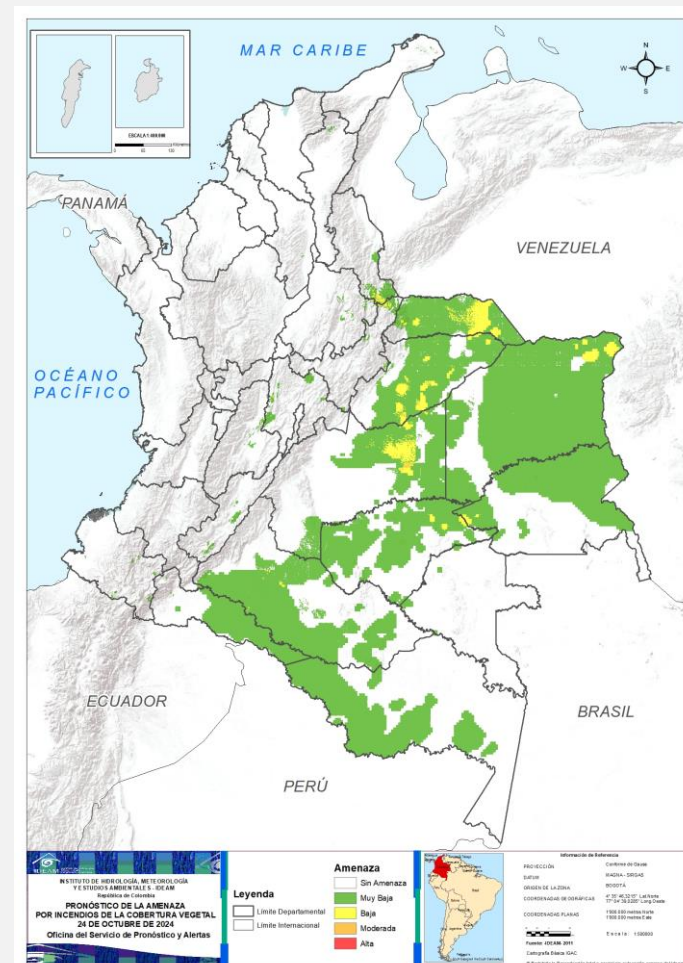 MAR CARIBE
N
W
E
S
PANAMÁ
VENEZUELA
OCÉANO
PACÍFICO
ECUADOR
BRASIL
PERÚ
INSTITUTO DE HIDROLOGÍA, METEOROLOGÍA
Y ESTUDIOS AMBIENTALES - IDEAM
República de Colombia
PRONÓSTICO DE LA AMENAZA
POR INCENDIOS DE LA COBERTURA VEGETAL
24 DE OCTUBRE DE 2024
Oficina del Servicio de Pronóstico y Alertas
Leyenda
Límite Departamental
Límite Internacional
Amenaza
Sin Amenaza
Muy Baja
Baja
Moderada
Alta
Información de Referencia
PROYECCIÓN
Conforme de Gauss
DATUM
MAGNA - SIRGAS
ORIGEN DE LA ZONA
BOGOTÁ
COORDENADAS GEOGRÁFICAS
COORDENADAS PLANAS
Fuente: IDEAM 2011
Cartografía Básica IGAC